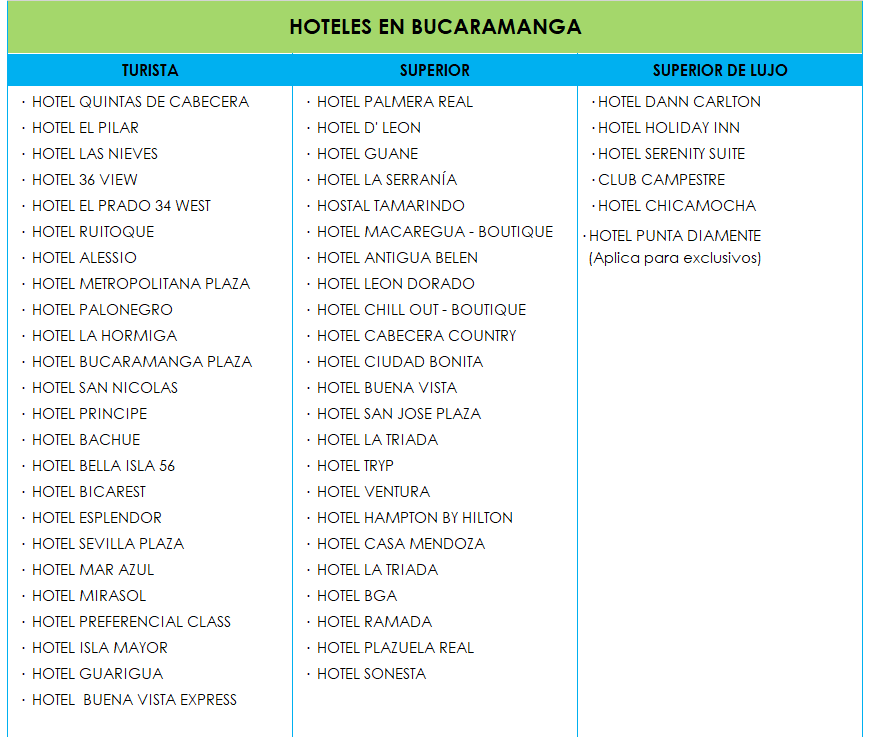 HOTELES EN BUCARAMANGA
TURISTA
· HOTEL QUINTAS DE CABECERA
· HOTEL EL PILAR
· HOTEL LAS NIEVES
· HOTEL 36 VIEW
· HOTEL EL PRADO 34 WEST
· HOTEL RUITOQUE
· HOTEL ALESSIO
· HOTEL METROPOLITANA PLAZA
· HOTEL PALONEGRO
· HOTEL LA HORMIGA
· HOTEL BUCARAMANGA PLAZA
· HOTEL SAN NICOLAS
· HOTEL PRINCIPE
· HOTEL BACHUE
· HOTEL BELLA ISLA 56
· HOTEL BICAREST
· HOTEL ESPLENDOR
· HOTEL SEVILLA PLAZA
· HOTEL MAR AZUL
· HOTEL MIRASOL
· HOTEL PREFERENCIAL CLASS
· HOTEL ISLA MAYOR
· HOTEL GUARIGUA
· HOTEL BUENA VISTA EXPRESS
SUPERIOR
· HOTEL PALMERA REAL
· HOTEL D' LEON
· HOTEL GUANE
· HOTEL LA SERRANÍA
· HOSTAL TAMARINDO
· HOTEL MACAREGUA - BOUTIQUE
· HOTEL ANTIGUA BELEN
· HOTEL LEON DORADO
· HOTEL CHILL OUT - BOUTIQUE
· HOTEL CABECERA COUNTRY
· HOTEL CIUDAD BONITA
· HOTEL BUENA VISTA
· HOTEL SAN JOSE PLAZA
· HOTEL LA TRIADA
· HOTEL TRYP
· HOTEL VENTURA
· HOTEL HAMPTON BY HILTON
· HOTEL CASA MENDOZA
· HOTEL LA TRIADA
· HOTEL BGA
· HOTEL RAMADA
· HOTEL PLAZUELA REAL
· HOTEL SONESTA
SUPERIOR DE LUJO
·HOTEL DANN CARLTON
·HOTEL HOLIDAY INN
·HOTEL SERENITY SUITE
·CLUB CAMPESTRE
·HOTEL CHICAMOCHA
·HOTEL PUNTA DIAMENTE
(Aplica para exclusivos)